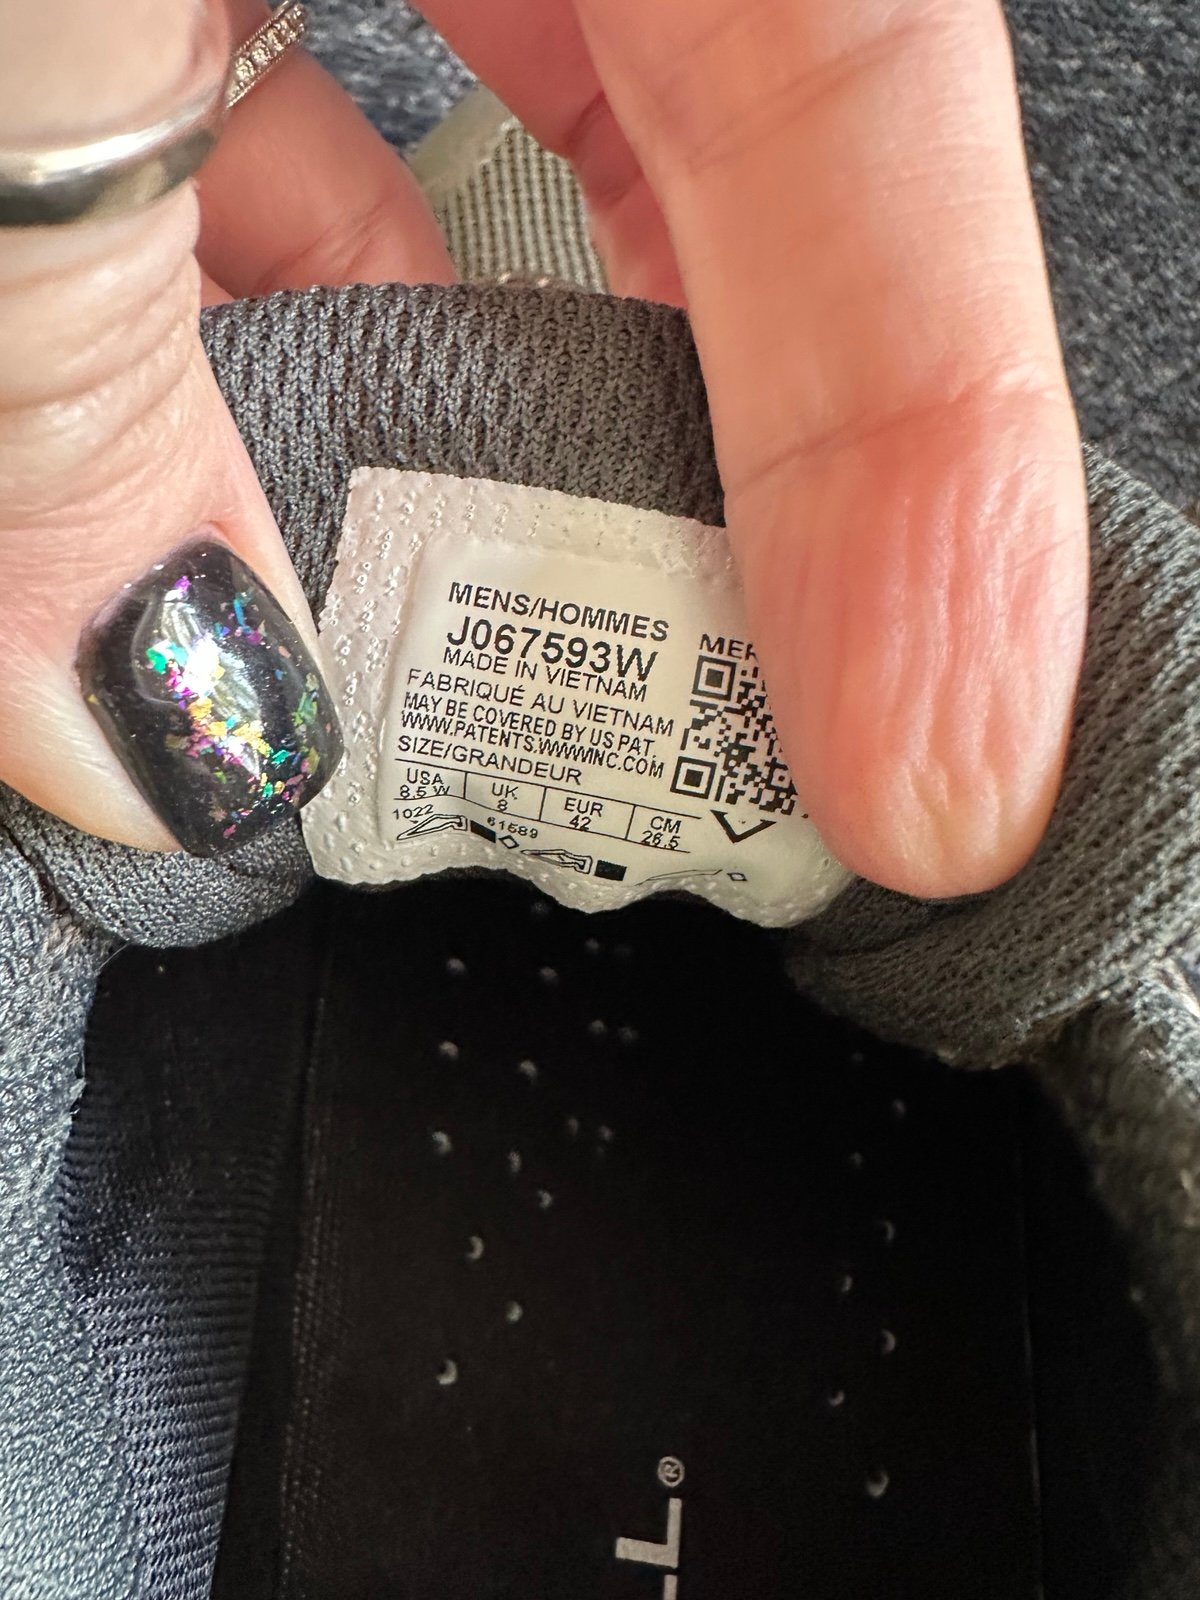 MENS/HOMMES
J067593W
MADE IN VIETNAM
FABRIQUÉ AU VIETNAM
MAY BE COVERED BY US PAT.
WWW.PATENTS.WWWINC.COM
SIZE/GRANDEUR
USA UK EUR CM
8.5 W 8 42 26.5
1022 61589
MER
L®